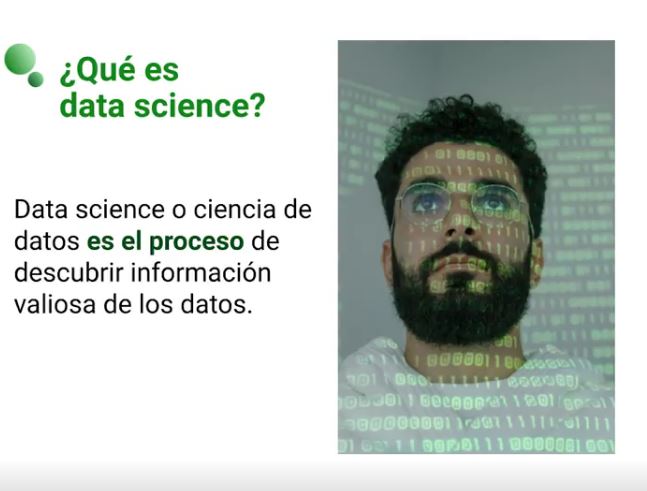 ¿Qué es
data science?
Data science o ciencia de
datos es el proceso de
descubrir información
valiosa de los datos.